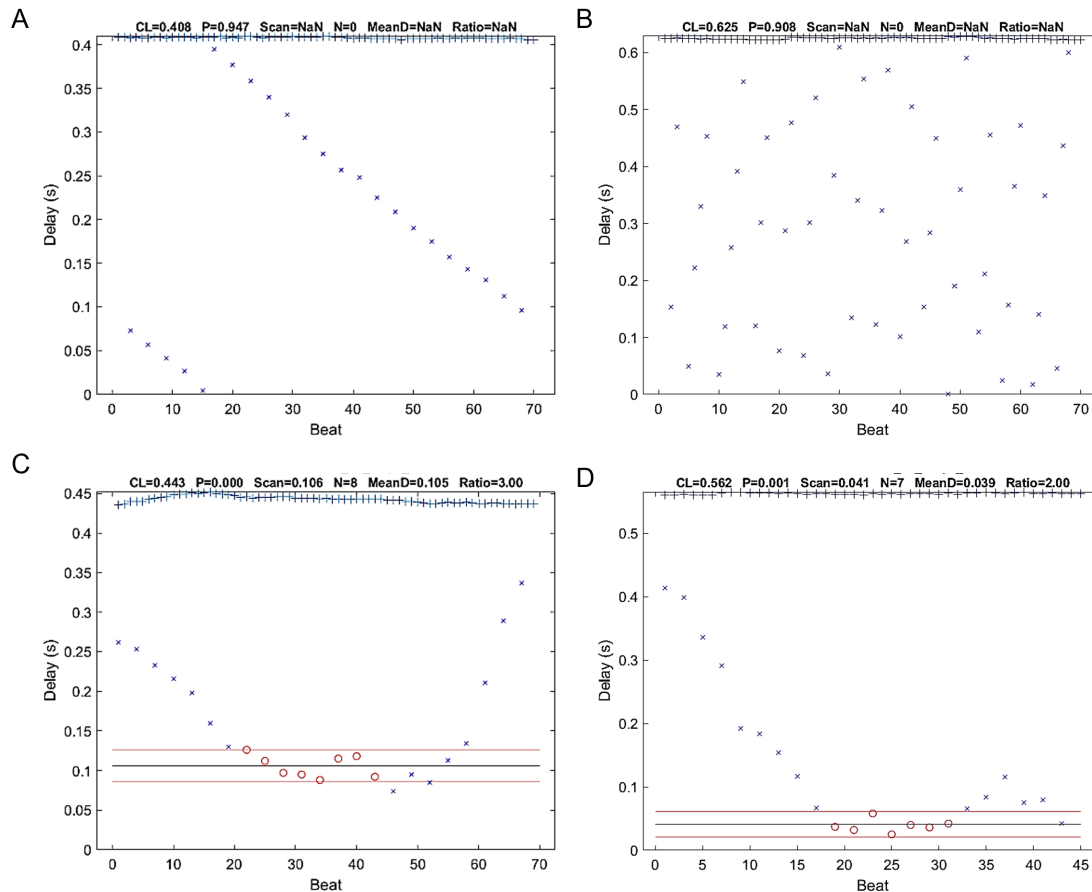 A
CL=0.408 P=0.947 Scan=NaN N=0 MeanD=NaN Ratio=NaN
0.4
0.35
0.3
0.25
0.2
0.15
0.1
0.05
0
Delay (s)
0 10 20 30 40 50 60 70
Beat
B
CL=0.625 P=0.908 Scan=NaN N=0 MeanD=NaN Ratio=NaN
0.6
0.5
0.4
0.3
0.2
0.1
0
Delay (s)
0 10 20 30 40 50 60 70
Beat
C
CL=0.443 P=0.000 Scan=0.106 N=8 MeanD=0.105 Ratio=3.00
0.45
0.4
0.35
0.3
0.25
0.2
0.15
0.1
0.05
0
Delay (s)
0 10 20 30 40 50 60 70
Beat
D
CL=0.562 P=0.001 Scan=0.041 N=7 MeanD=0.039 Ratio=2.00
0.5
0.4
0.3
0.2
0.1
0
Delay (s)
0 5 10 15 20 25 30 35 40 45
Beat